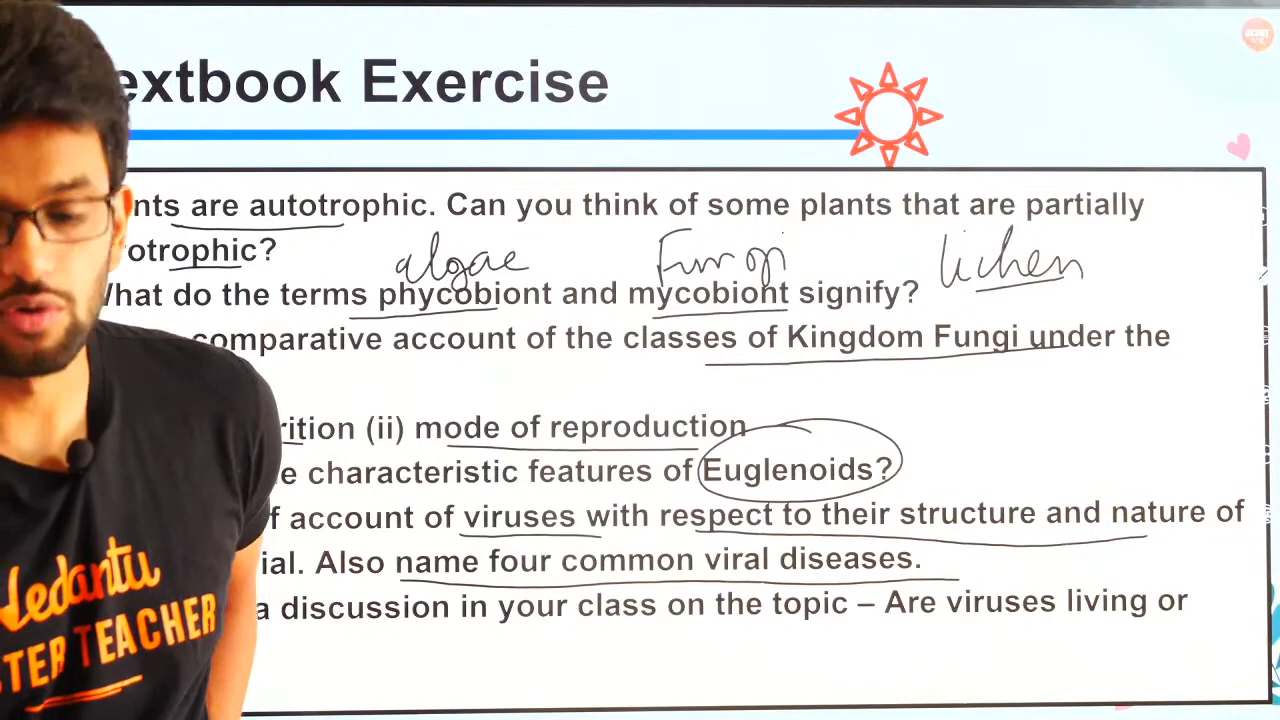 extbook Exercise
nts are autotrophic. Can you think of some plants that are partially
otrophic?
algae Fungi lichen
What do the terms phycobiont and mycobiont signify?
comparative account of the classes of Kingdom Fungi under the
rition (ii) mode of reproduction
e characteristic features of Euglenoids?
f account of viruses with respect to their structure and nature of
ial. Also name four common viral diseases.
a discussion in your class on the topic – Are viruses living or
Vedantu
STER TEACHER